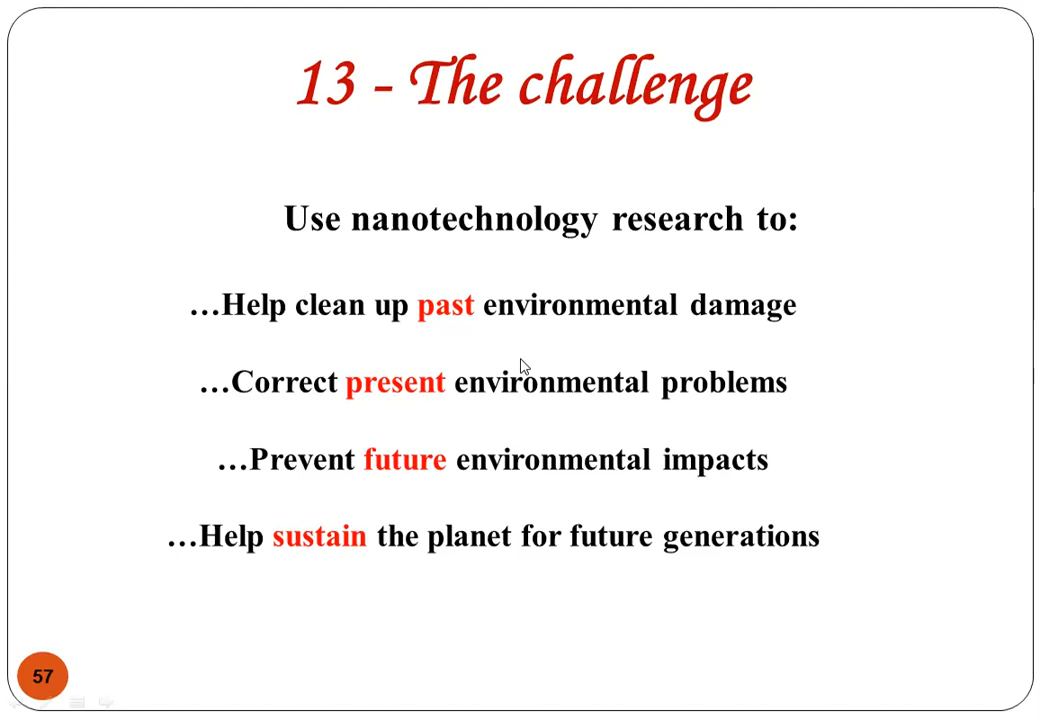 13 - The challenge
Use nanotechnology research to:
…Help clean up past environmental damage
…Correct present environmental problems
…Prevent future environmental impacts
…Help sustain the planet for future generations
57